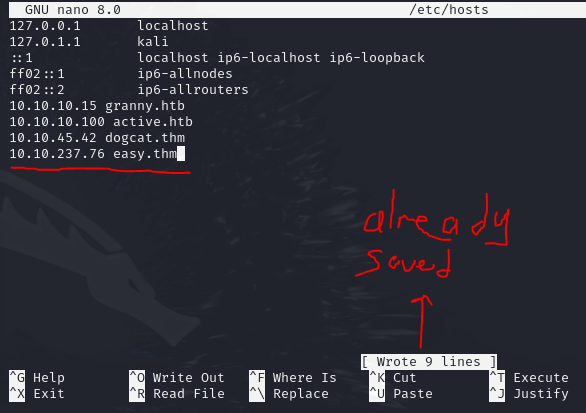 GNU nano 8.0 /etc/hosts
127.0.0.1 localhost
127.0.1.1 kali
::1 localhost ip6-localhost ip6-loopback
ff02::1 ip6-allnodes
ff02::2 ip6-allrouters
10.10.10.15 granny.htb
10.10.10.100 active.htb
10.10.45.42 dogcat.thm
10.10.237.76 easy.thm
already
saved
[ Wrote 9 lines ]
^G Help ^O Write Out ^F Where Is ^K Cut ^T Execute
^X Exit ^R Read File ^\ Replace ^U Paste ^J Justify